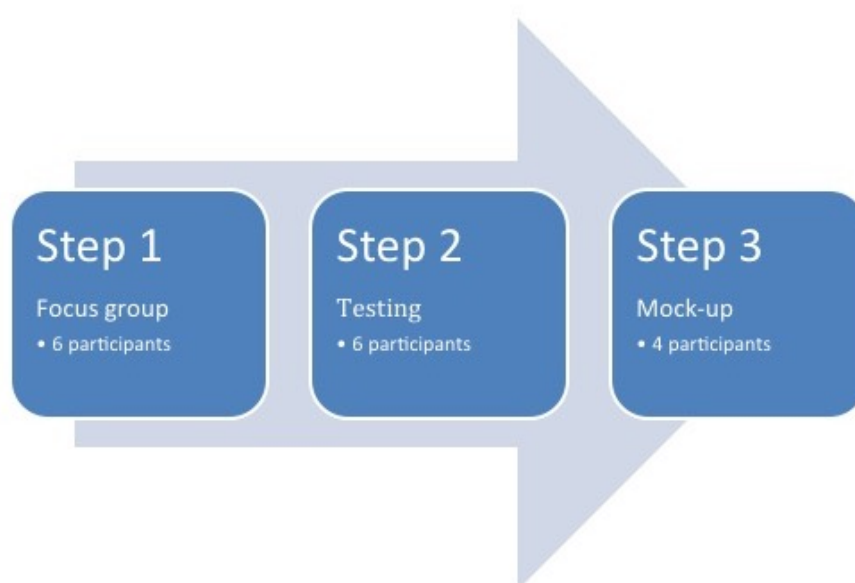 Step 1
Focus group
• 6 participants
Step 2
Testing
• 6 participants
Step 3
Mock-up
• 4 participants